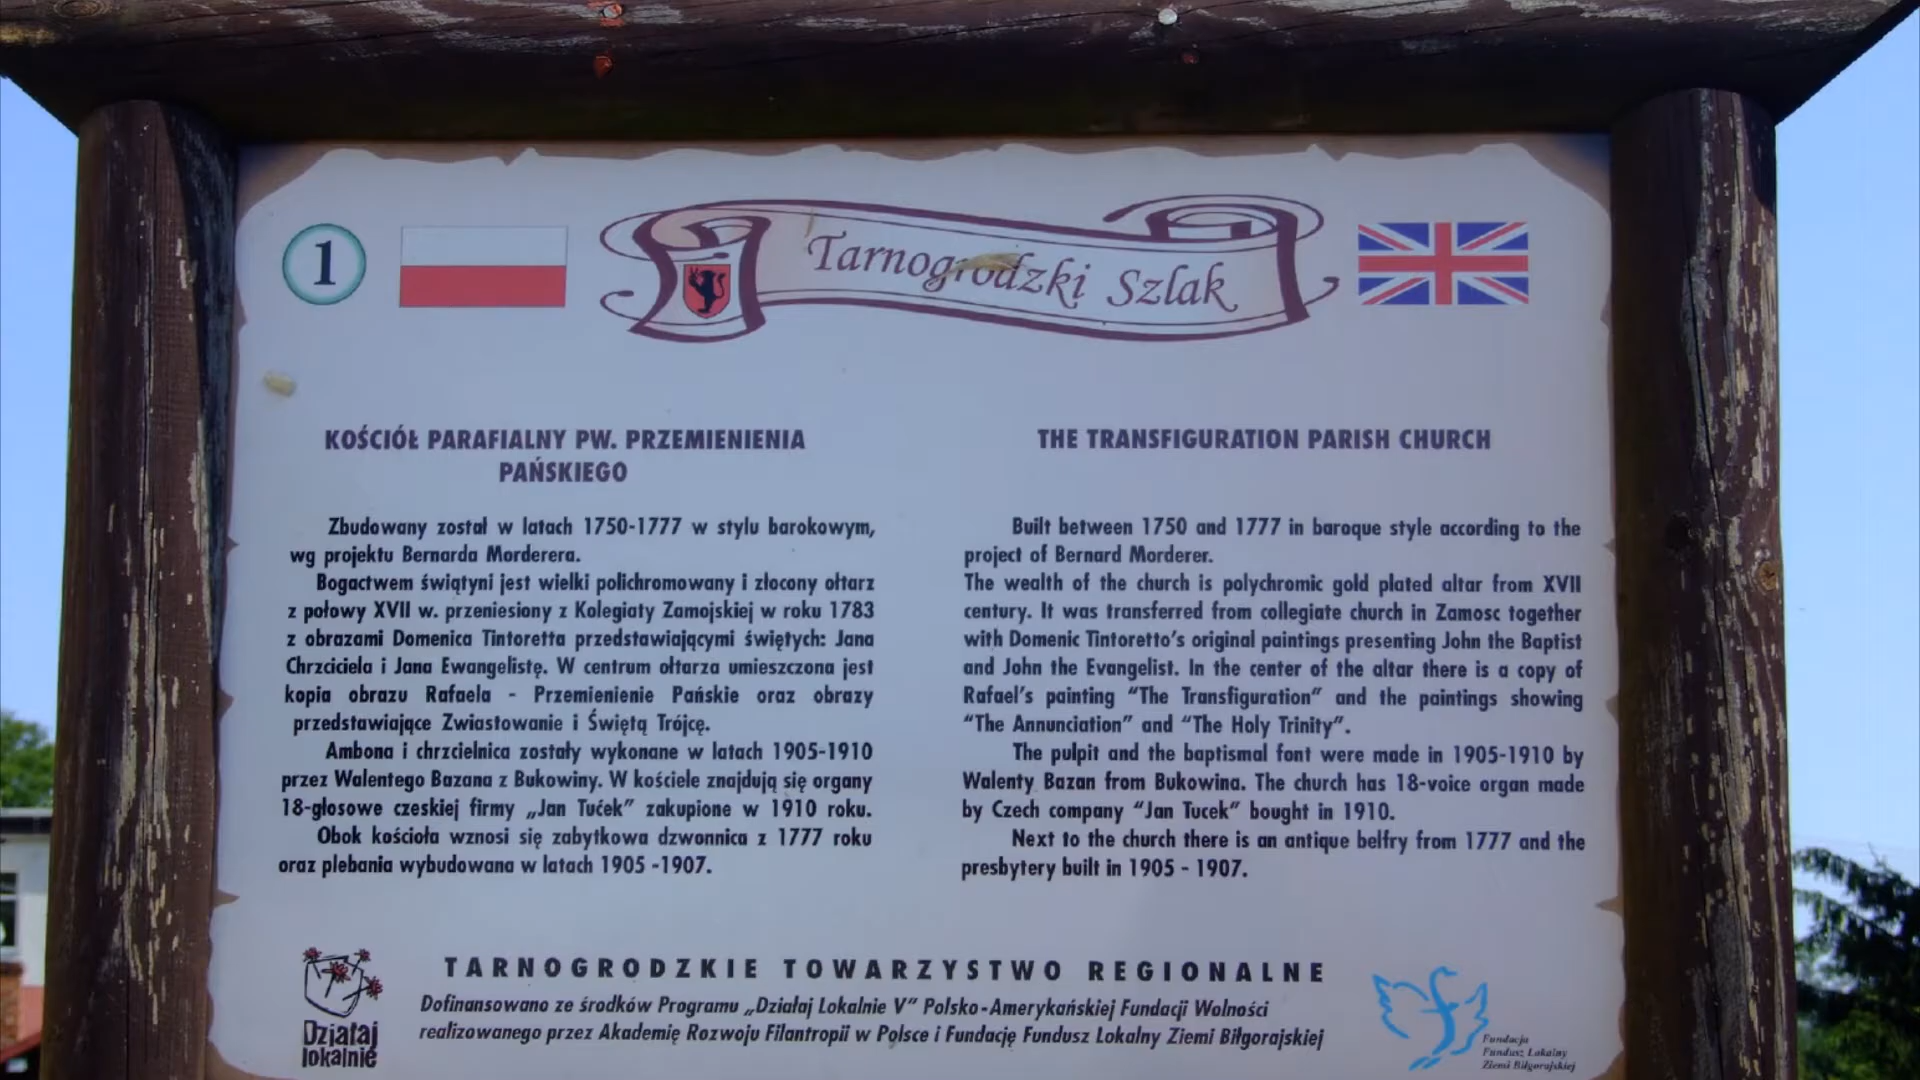 1
Tarnogrodzki Szlak
KOŚCIÓŁ PARAFIALNY PW. PRZEMIENIENIA
PAŃSKIEGO
Zbudowany został w latach 1750-1777 w stylu barokowym,
wg projektu Bernarda Morderera.
Bogactwem świątyni jest wielki polichromowany i złocony ołtarz
z połowy XVII w. przeniesiony z Kolegiaty Zamojskiej w roku 1783
z obrazami Domenica Tintoretta przedstawiającymi świętych: Jana
Chrzciciela i Jana Ewangelistę. W centrum ołtarza umieszczona jest
kopia obrazu Rafaela - Przemienienie Pańskie oraz obrazy
przedstawiające Zwiastowanie i Świętą Trójcę.
Ambona i chrzcielnica zostały wykonane w latach 1905-1910
przez Walentego Bazana z Bukowiny. W kościele znajdują się organy
18-głosowe czeskiej firmy „Jan Tućek” zakupione w 1910 roku.
Obok kościoła wznosi się zabytkowa dzwonnica z 1777 roku
oraz plebania wybudowana w latach 1905 -1907.
THE TRANSFIGURATION PARISH CHURCH
Built between 1750 and 1777 in baroque style according to the
project of Bernard Morderer.
The wealth of the church is polychromic gold plated altar from XVII
century. It was transferred from collegiate church in Zamosc together
with Domenic Tintoretto's original paintings presenting John the Baptist
and John the Evangelist. In the center of the altar there is a copy of
Rafael's painting “The Transfiguration” and the paintings showing
“The Annunciation” and “The Holy Trinity”.
The pulpit and the baptismal font were made in 1905-1910 by
Walenty Bazan from Bukowina. The church has 18-voice organ made
by Czech company “Jan Tucek” bought in 1910.
Next to the church there is an antique belfry from 1777 and the
presbytery built in 1905 - 1907.
TARNOGRODZKIE TOWARZYSTWO REGIONALNE
Dofinansowano ze środków Programu „Działaj Lokalnie V” Polsko-Amerykańskiej Fundacji Wolności
realizowanego przez Akademię Rozwoju Filantropii w Polsce i Fundację Fundusz Lokalny Ziemi Biłgorajskiej
Działaj
lokalnie
Fundacja
Fundusz Lokalny
Ziemi Biłgorajskiej